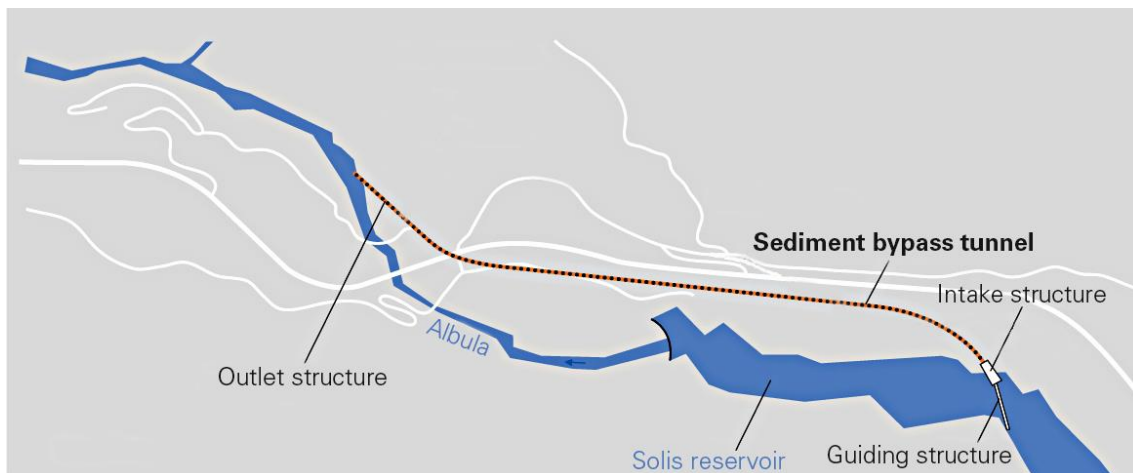 Sediment bypass tunnel
Intake structure
Albula
Outlet structure
Guiding structure
Solis reservoir